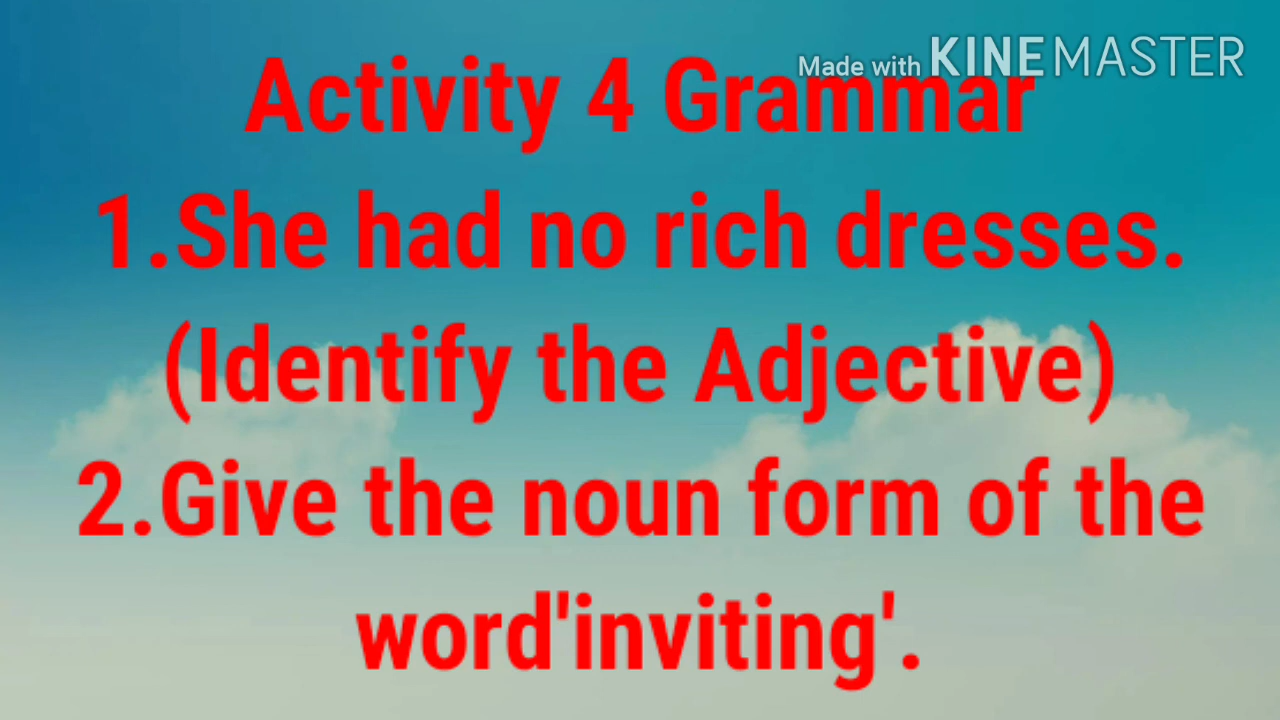 Made with KINEMASTER
Activity 4 Grammar
1.She had no rich dresses.
(Identify the Adjective)
2.Give the noun form of the
word'inviting'.